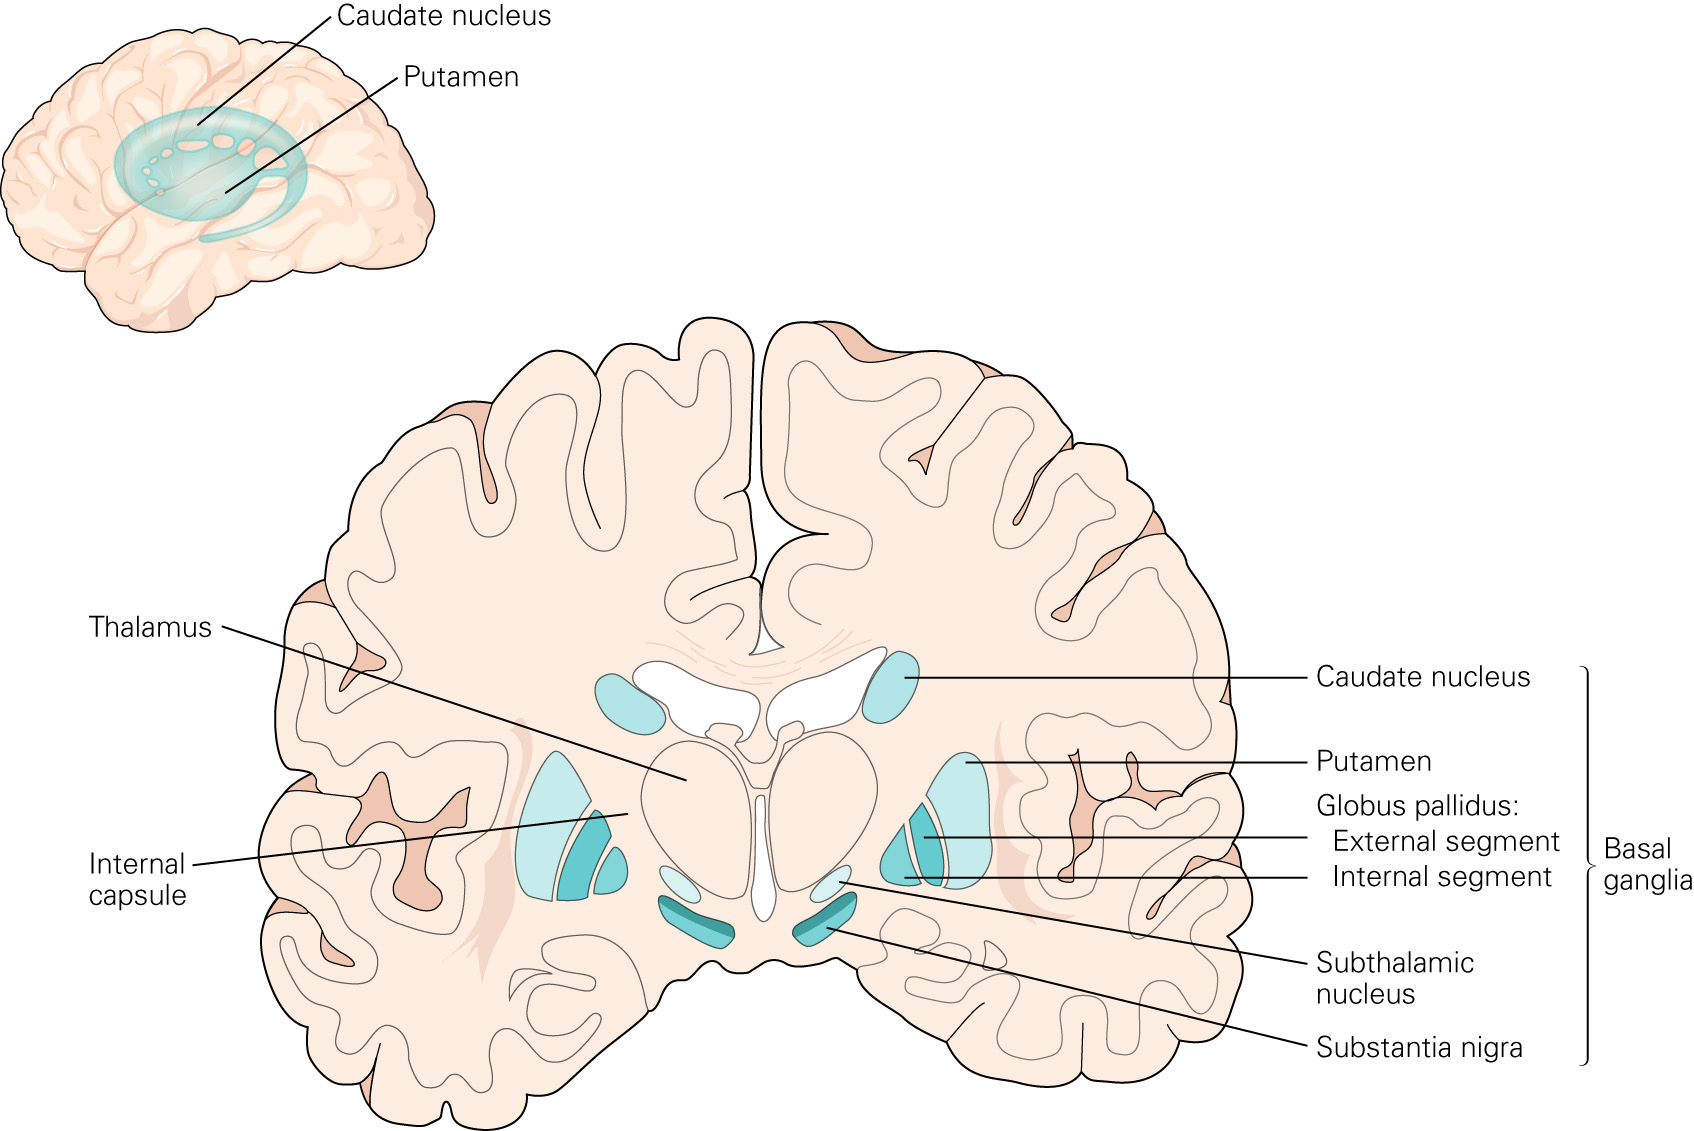 Caudate nucleus
Putamen
Thalamus
Internal
capsule
Caudate nucleus
Putamen
Globus pallidus:
External segment
Internal segment
Subthalamic
nucleus
Substantia nigra
Basal
ganglia